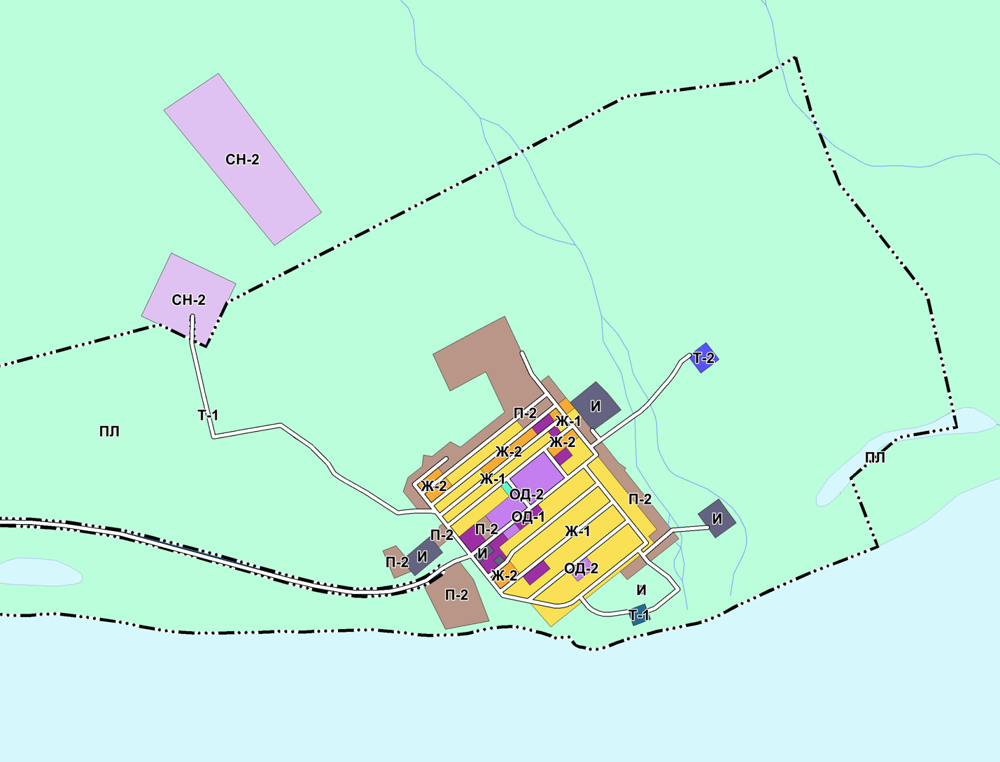 СН-2
СН-2
Т-2
И
П-2
Т-1
Ж-1
ПЛ
Ж-2
Ж-2
ПЛ
Ж-1
Ж-2
ОД-2
П-2
ОД-1
И
П-2
Ж-1
П-2
И
И
П-2
ОД-2
Ж-2
И
П-2
Т-1